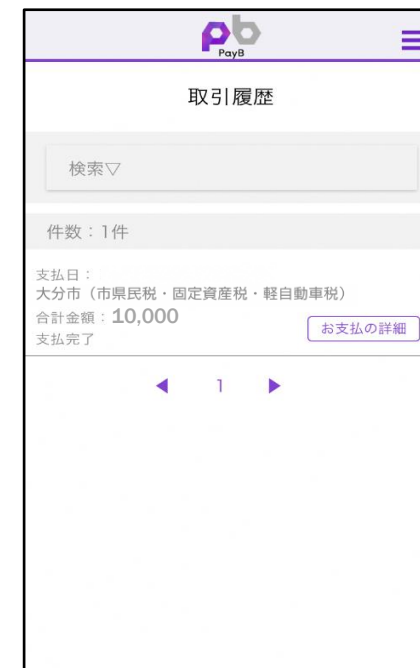 pb
PayB
取引履歴
検索▽
件数：1件
支払日：
大分市（市県民税・固定資産税・軽自動車税）
合計金額：10,000
支払完了
お支払の詳細
◀ 1 ▶